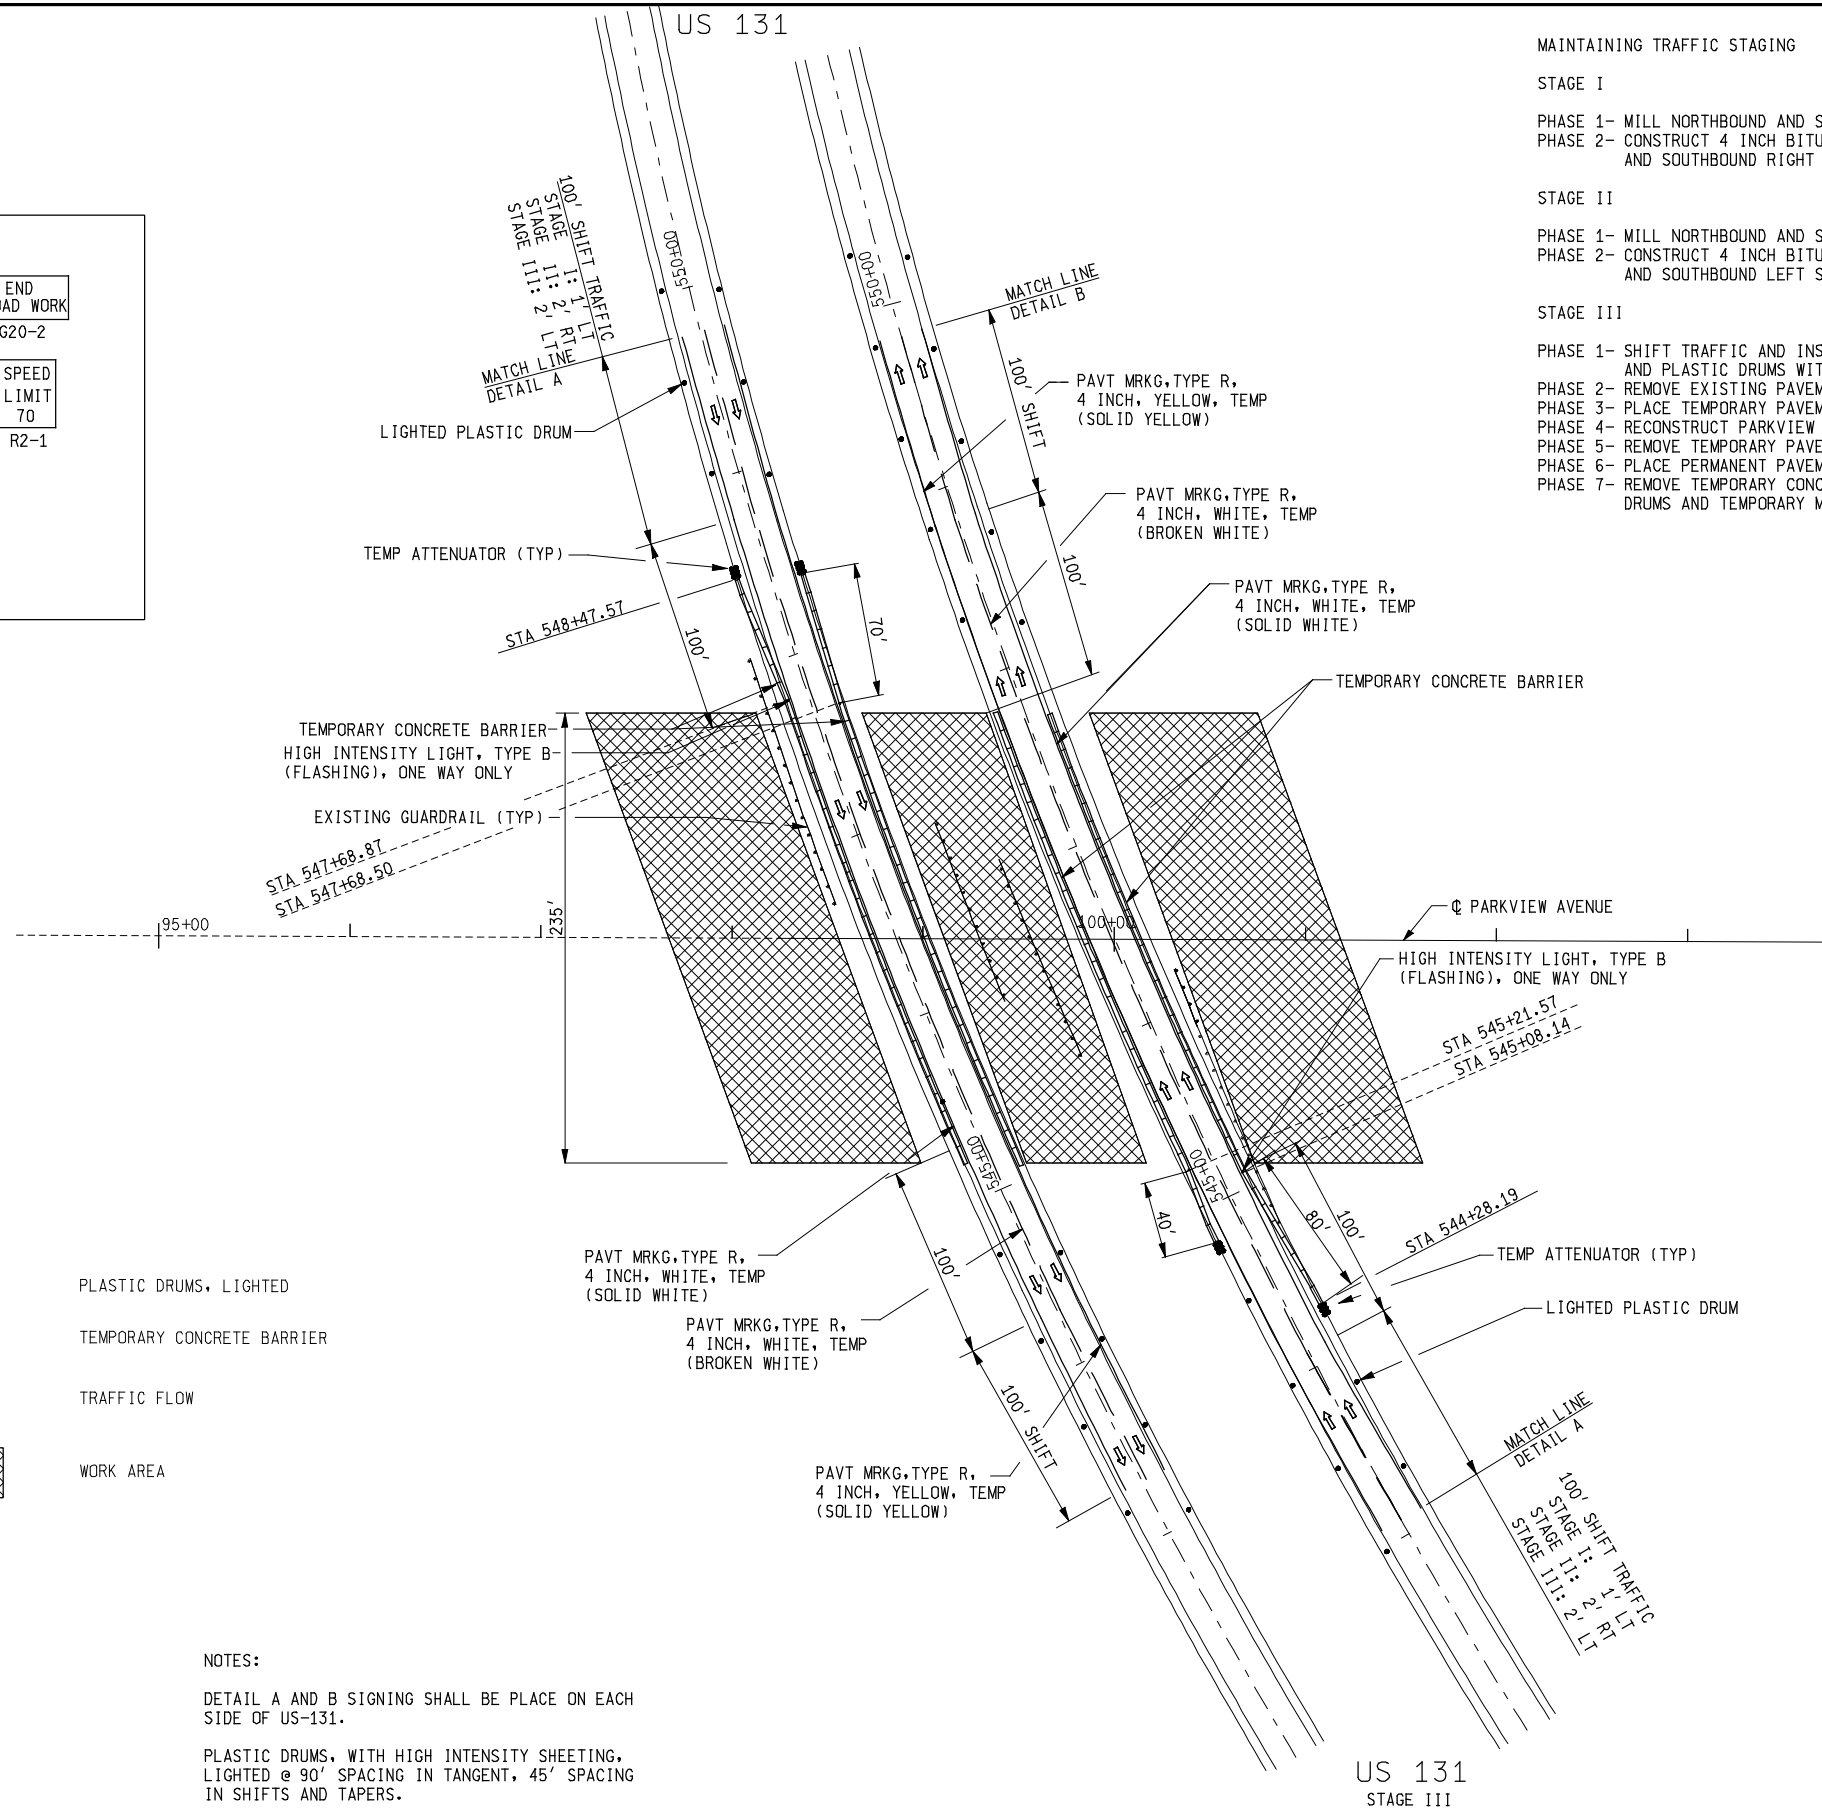 US 131
MAINTAINING TRAFFIC STAGING
STAGE I
PHASE 1- MILL NORTHBOUND AND S
PHASE 2- CONSTRUCT 4 INCH BITU
AND SOUTHBOUND RIGHT
STAGE II
PHASE 1- MILL NORTHBOUND AND S
PHASE 2- CONSTRUCT 4 INCH BITU
AND SOUTHBOUND LEFT S
STAGE III
PHASE 1- SHIFT TRAFFIC AND INS
AND PLASTIC DRUMS WIT
PHASE 2- REMOVE EXISTING PAVEM
PHASE 3- PLACE TEMPORARY PAVEM
PHASE 4- RECONSTRUCT PARKVIEW
PHASE 5- REMOVE TEMPORARY PAVE
PHASE 6- PLACE PERMANENT PAVEM
PHASE 7- REMOVE TEMPORARY CONC
DRUMS AND TEMPORARY M
END
OAD WORK
G20-2
SPEED
LIMIT
70
R2-1
100' SHIFT TRAFFIC
STAGE I: 1' LT
STAGE II: 2' RT
STAGE III: 2' LT
MATCH LINE
DETAIL A
550+00
550+00
MATCH LINE
DETAIL B
100' SHIFT
LIGHTED PLASTIC DRUM
PAVT MRKG,TYPE R,
4 INCH, YELLOW, TEMP
(SOLID YELLOW)
PAVT MRKG,TYPE R,
4 INCH, WHITE, TEMP
(BROKEN WHITE)
TEMP ATTENUATOR (TYP)
STA 548+47.57
100'
70'
100'
PAVT MRKG,TYPE R,
4 INCH, WHITE, TEMP
(SOLID WHITE)
TEMPORARY CONCRETE BARRIER
TEMPORARY CONCRETE BARRIER
HIGH INTENSITY LIGHT, TYPE B
(FLASHING), ONE WAY ONLY
EXISTING GUARDRAIL (TYP)
STA 547+68.87
STA 547+68.50
235'
95+00
100+00
℄ PARKVIEW AVENUE
HIGH INTENSITY LIGHT, TYPE B
(FLASHING), ONE WAY ONLY
STA 545+21.57
STA 545+08.14
545+00
545+00
40'
80'
100'
STA 544+28.19
TEMP ATTENUATOR (TYP)
LIGHTED PLASTIC DRUM
PAVT MRKG,TYPE R,
4 INCH, WHITE, TEMP
(SOLID WHITE)
100'
PAVT MRKG,TYPE R,
4 INCH, WHITE, TEMP
(BROKEN WHITE)
100' SHIFT
PAVT MRKG,TYPE R,
4 INCH, YELLOW, TEMP
(SOLID YELLOW)
MATCH LINE
DETAIL A
100' SHIFT TRAFFIC
STAGE I: 1' LT
STAGE II: 2' RT
STAGE III: 2' LT
PLASTIC DRUMS, LIGHTED
TEMPORARY CONCRETE BARRIER
TRAFFIC FLOW
WORK AREA
NOTES:
DETAIL A AND B SIGNING SHALL BE PLACE ON EACH
SIDE OF US-131.
PLASTIC DRUMS, WITH HIGH INTENSITY SHEETING,
LIGHTED @ 90' SPACING IN TANGENT, 45' SPACING
IN SHIFTS AND TAPERS.
US 131
STAGE III